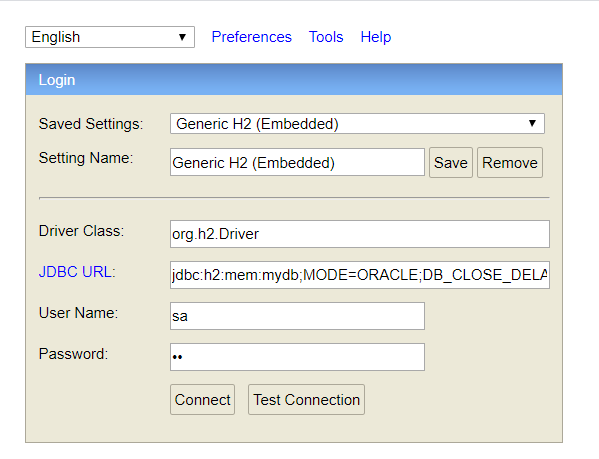 English Preferences Tools Help
Login
Saved Settings: Generic H2 (Embedded)
Setting Name: Generic H2 (Embedded) Save Remove
Driver Class: org.h2.Driver
JDBC URL: jdbc:h2:mem:mydb;MODE=ORACLE;DB_CLOSE_DELA
User Name: sa
Password: ••
Connect Test Connection